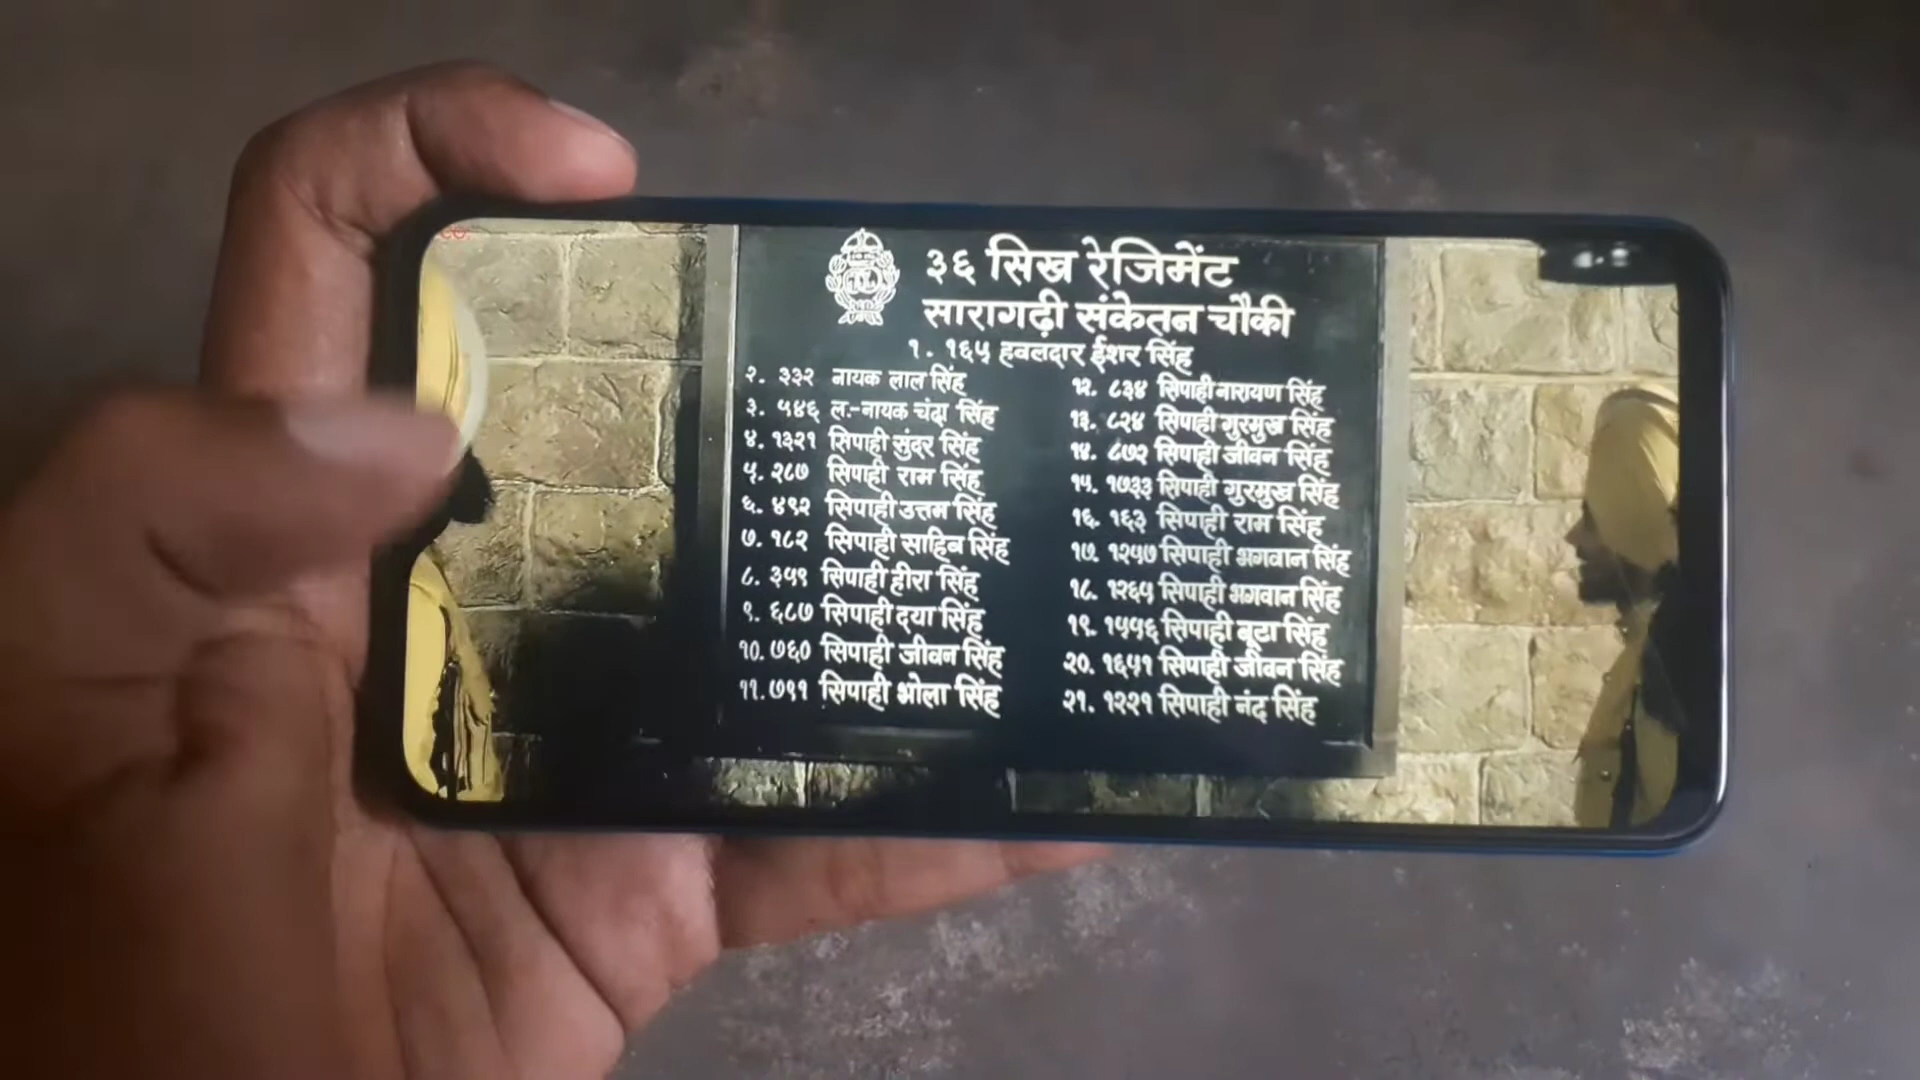 ३६ सिख रेजिमेंट
सारागढ़ी संकेतन चौकी
१. १६५ हवलदार ईशर सिंह
२. ३३२ नायक लाल सिंह
३. ५४६ ल.-नायक चंदा सिंह
४. १३२१ सिपाही सुंदर सिंह
५. २८७ सिपाही राम सिंह
६. ४९२ सिपाही उत्तम सिंह
७. १८२ सिपाही साहिब सिंह
८. ३५९ सिपाही हीरा सिंह
९. ६८७ सिपाही दया सिंह
१०. ७६० सिपाही जीवन सिंह
११. ७९१ सिपाही भोला सिंह
१२. ८३४ सिपाही नारायण सिंह
१३. ८२४ सिपाही गुरमुख सिंह
१४. ८७२ सिपाही जीवन सिंह
१५. १७३३ सिपाही गुरमुख सिंह
१६. १६३ सिपाही राम सिंह
१७. १२५७ सिपाही भगवान सिंह
१८. १२६५ सिपाही भगवान सिंह
१९. १५५६ सिपाही बूटा सिंह
२०. १६५१ सिपाही जीवन सिंह
२१. १२२१ सिपाही नंद सिंह